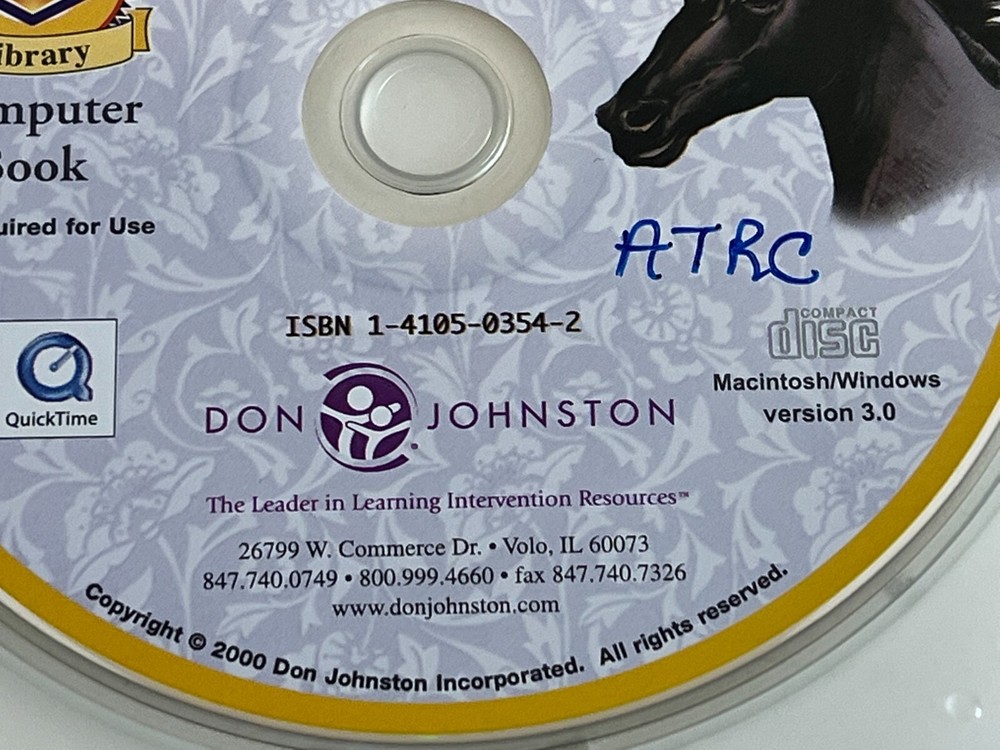 ibrary
mputer
Book
uired for Use
ATRC
ISBN 1-4105-0354-2
COMPACT
disc
Macintosh/Windows
version 3.0
QuickTime
DON JOHNSTON
The Leader in Learning Intervention Resources™
26799 W. Commerce Dr. • Volo, IL 60073
847.740.0749 • 800.999.4660 • fax 847.740.7326
www.donjohnston.com
Copyright © 2000 Don Johnston Incorporated. All rights reserved.